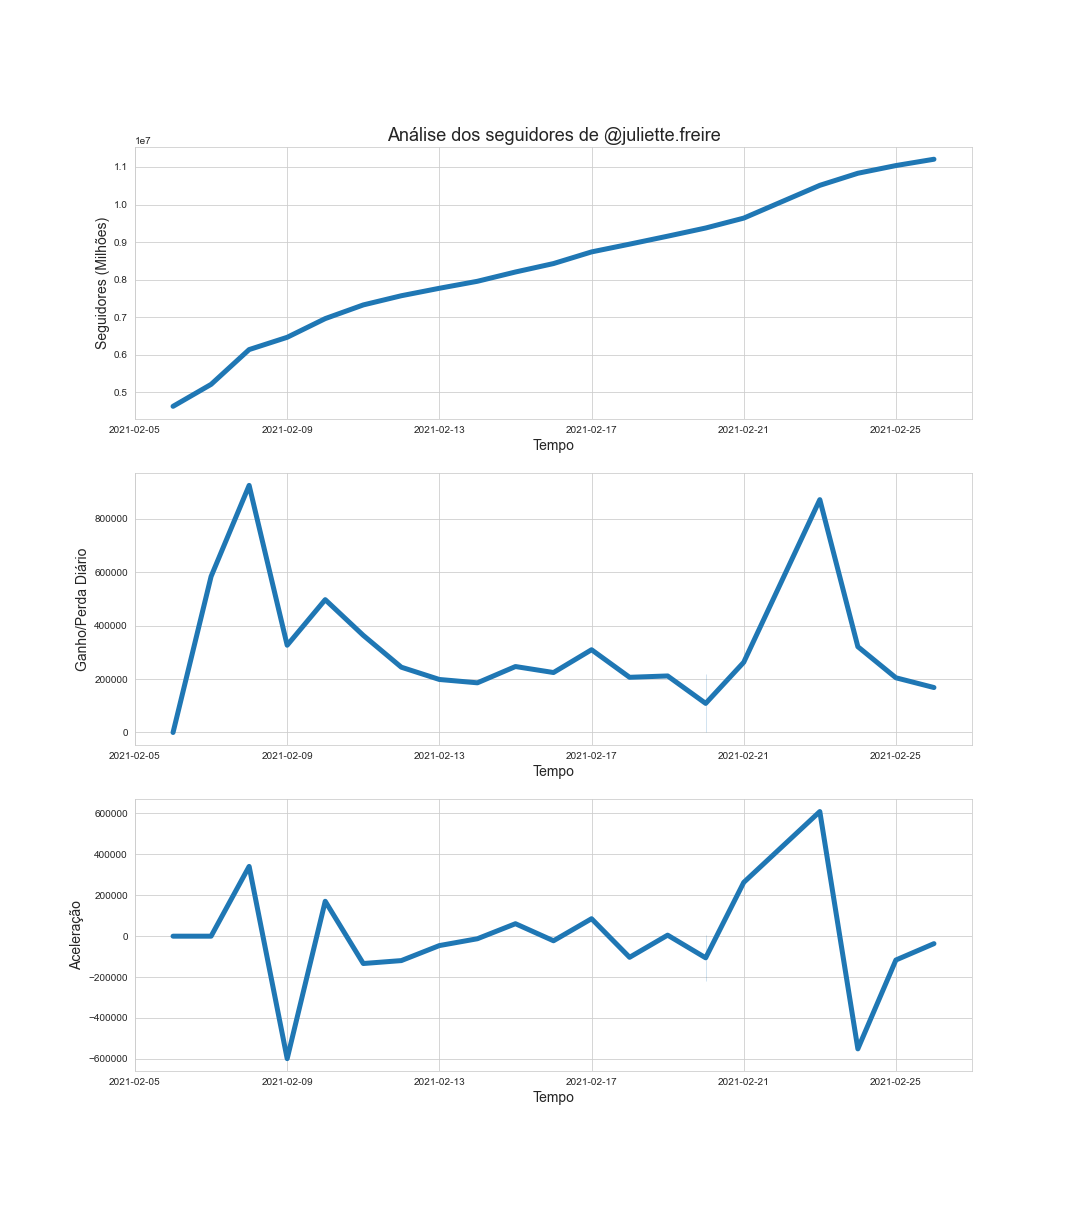 Análise dos seguidores de @juliette.freire
1e7
1.1
1.0
0.9
0.8
0.7
0.6
0.5
Seguidores (Milhões)
2021-02-05 2021-02-09 2021-02-13 2021-02-17 2021-02-21 2021-02-25
Tempo
800000
600000
400000
200000
0
Ganho/Perda Diário
2021-02-05 2021-02-09 2021-02-13 2021-02-17 2021-02-21 2021-02-25
Tempo
600000
400000
200000
0
−200000
−400000
−600000
Aceleração
2021-02-05 2021-02-09 2021-02-13 2021-02-17 2021-02-21 2021-02-25
Tempo